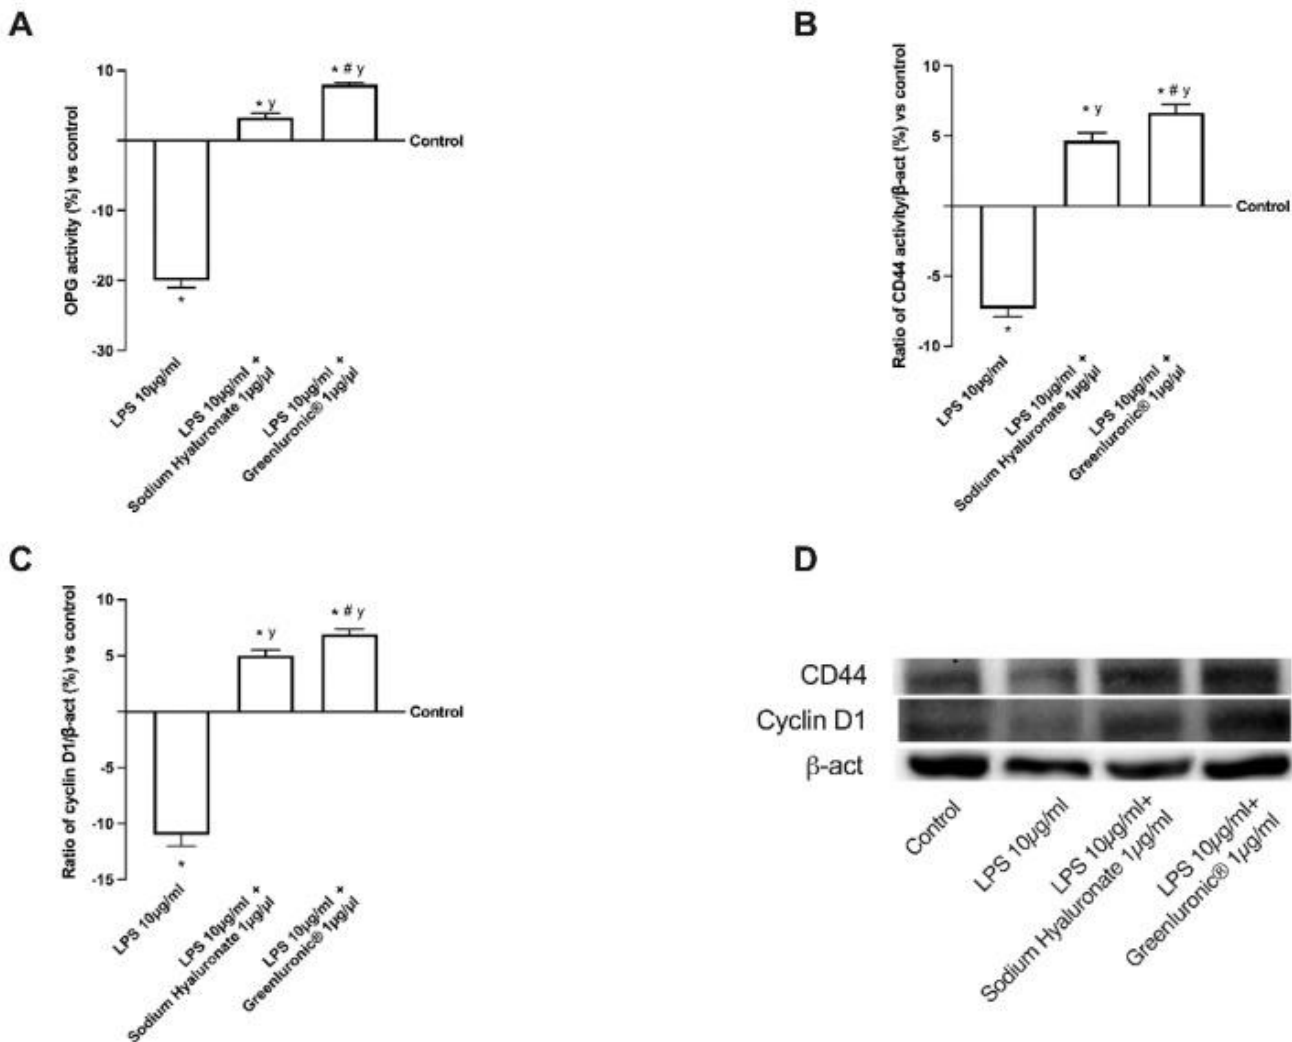 A
OPG activity (%) vs control
10
-10
-20
-30
* 
* y
* # y
Control
LPS 10µg/ml
LPS 10µg/ml +
Sodium Hyaluronate 1µg/µl
LPS 10µg/ml +
Greenluronic® 1µg/µl
B
Ratio of CD44 activity/β-act (%) vs control
10
5
-5
-10
*
* y
* # y
Control
LPS 10µg/ml
LPS 10µg/ml +
Sodium Hyaluronate 1µg/µl
LPS 10µg/ml +
Greenluronic® 1µg/µl
C
Ratio of cyclin D1/β-act (%) vs control
10
5
-5
-10
-15
*
* y
* # y
Control
LPS 10µg/ml
LPS 10µg/ml +
Sodium Hyaluronate 1µg/µl
LPS 10µg/ml +
Greenluronic® 1µg/µl
D
CD44
Cyclin D1
β-act
Control
LPS 10µg/ml
LPS 10µg/ml+
Sodium Hyaluronate 1µg/ml
LPS 10µg/ml+
Greenluronic® 1µg/ml